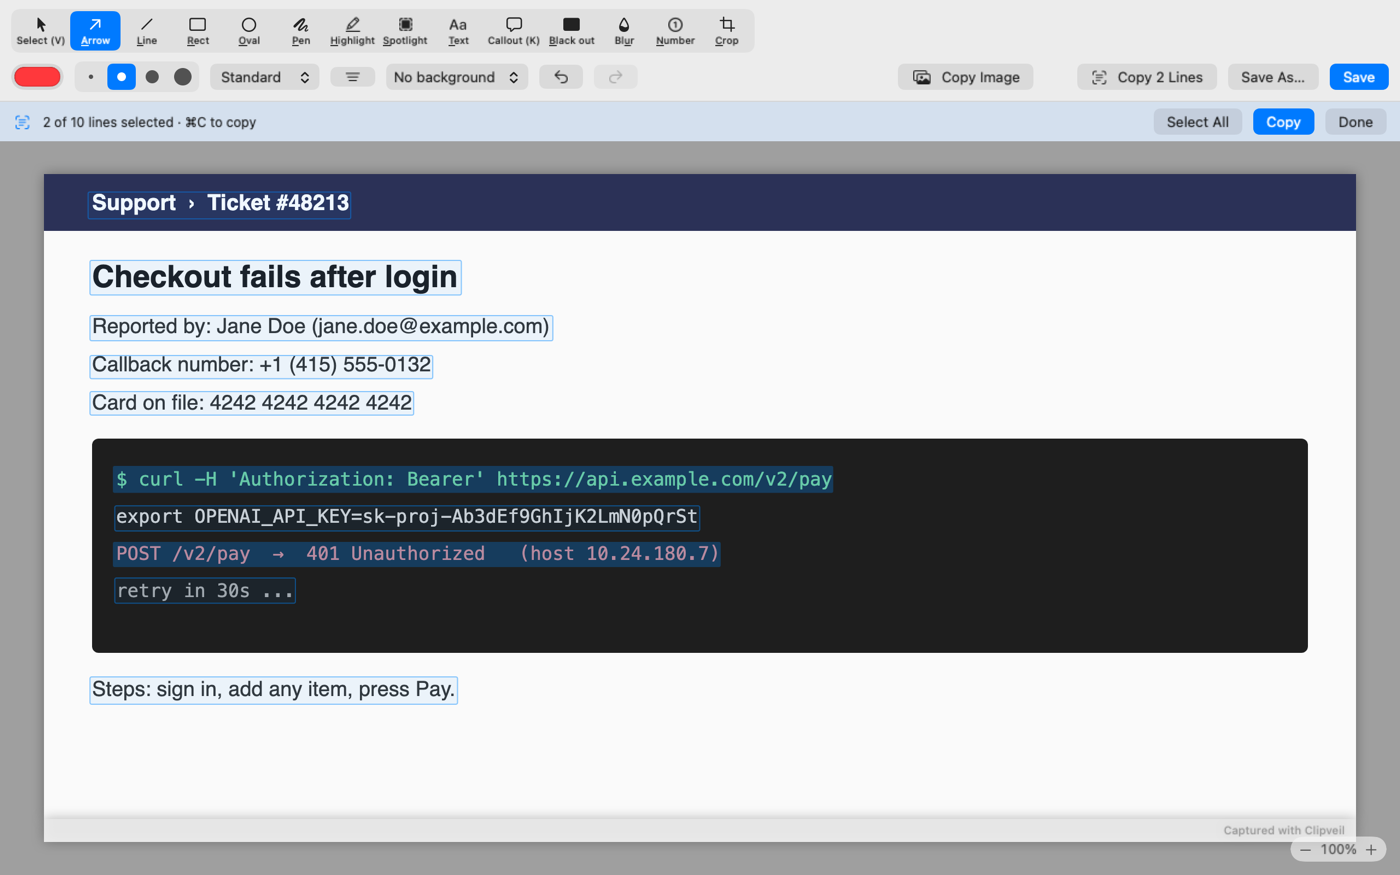 Select (V)
Arrow
Line
Rect
Oval
Pen
Highlight
Spotlight
Aa
Text
Callout (K)
Black out
Blur
1
Number
Crop
Standard
No background
Copy Image
Copy 2 Lines
Save As...
Save
2 of 10 lines selected · ⌘C to copy
Select All
Copy
Done
Support › Ticket #48213
Checkout fails after login
Reported by: Jane Doe (jane.doe@example.com)
Callback number: +1 (415) 555-0132
Card on file: 4242 4242 4242 4242
$ curl -H 'Authorization: Bearer' https://api.example.com/v2/pay
export OPENAI_API_KEY=sk-proj-Ab3dEf9GhIjK2LmN0pQrSt
POST /v2/pay → 401 Unauthorized (host 10.24.180.7)
retry in 30s ...
Steps: sign in, add any item, press Pay.
Captured with Clipveil
− 100% +